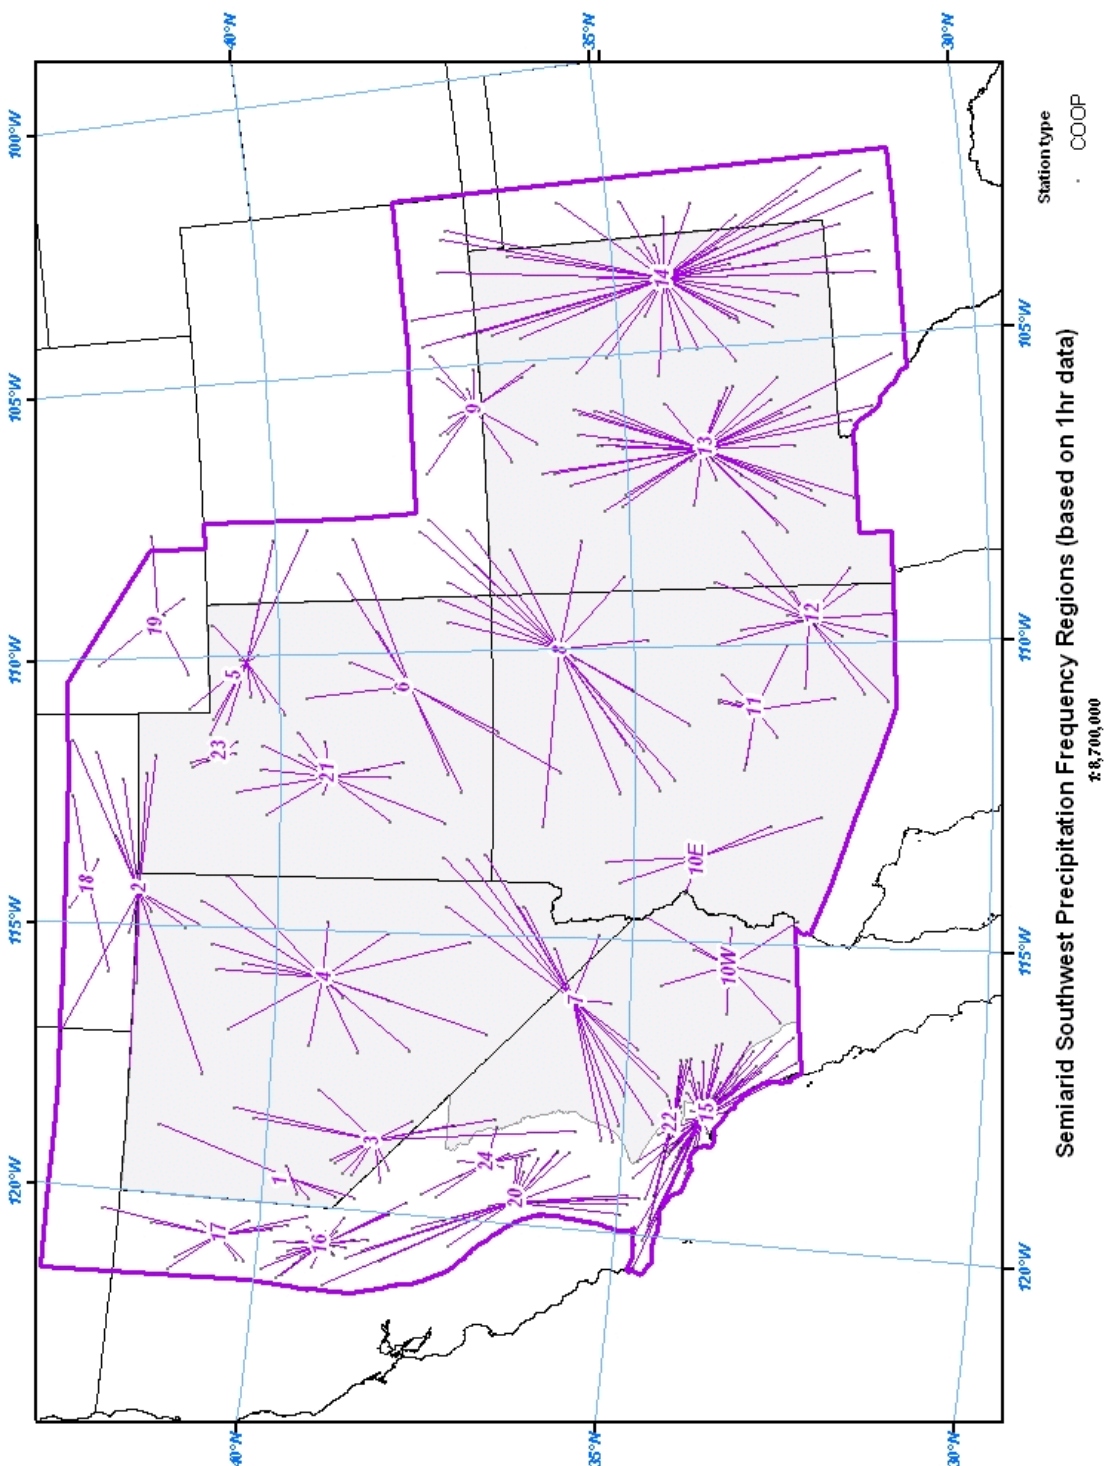 120°W
115°W
110°W
105°W
100°W
18
2
19
17
23
5
40°N
40°N
1
16
4
21
3
6
9
24
20
8
7
35°N
35°N
14
22
10E
13
15
10W
11
12
30°N
30°N
120°W
115°W
110°W
105°W
Station type
COOP
Semiarid Southwest Precipitation Frequency Regions (based on 1hr data)
1:8,700,000